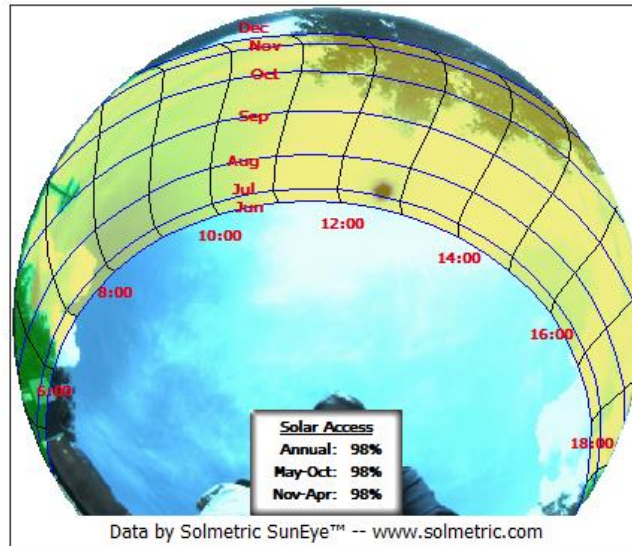 Dec
Nov
Oct
Sep
Aug
Jul
Jun
10:00
12:00
14:00
8:00
16:00
6:00
18:00
Solar Access
Annual: 98%
May-Oct: 98%
Nov-Apr: 98%
Data by Solmetric SunEye™ -- www.solmetric.com